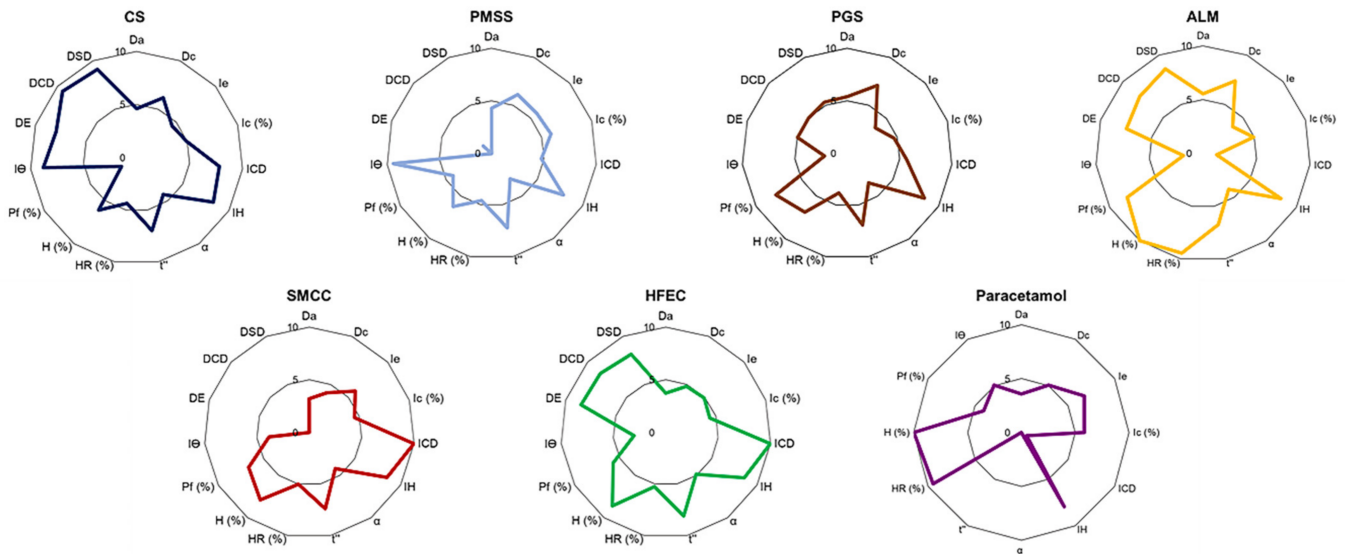 CS
Da
10
Dc
Ie
Ic (%)
ICD
IH
α
t"
HR (%)
H (%)
Pf (%)
IΘ
DE
DCD
DSD
5
0
PMSS
Da
10
Dc
Ie
Ic (%)
ICD
IH
α
t"
HR (%)
H (%)
Pf (%)
IΘ
DE
DCD
DSD
5
0
PGS
Da
10
Dc
Ie
Ic (%)
ICD
IH
α
t"
HR (%)
H (%)
Pf (%)
IΘ
DE
DCD
DSD
5
0
ALM
Da
10
Dc
Ie
Ic (%)
ICD
IH
α
t"
HR (%)
H (%)
Pf (%)
IΘ
DE
DCD
DSD
5
0
SMCC
Da
10
Dc
Ie
Ic (%)
ICD
IH
α
t"
HR (%)
H (%)
Pf (%)
IΘ
DE
DCD
DSD
5
0
HFEC
Da
10
Dc
Ie
Ic (%)
ICD
IH
α
t"
HR (%)
H (%)
Pf (%)
IΘ
DE
DCD
DSD
5
0
Paracetamol
Da
10
Dc
Ie
Ic (%)
ICD
IH
α
t"
HR (%)
H (%)
Pf (%)
IΘ
5
0